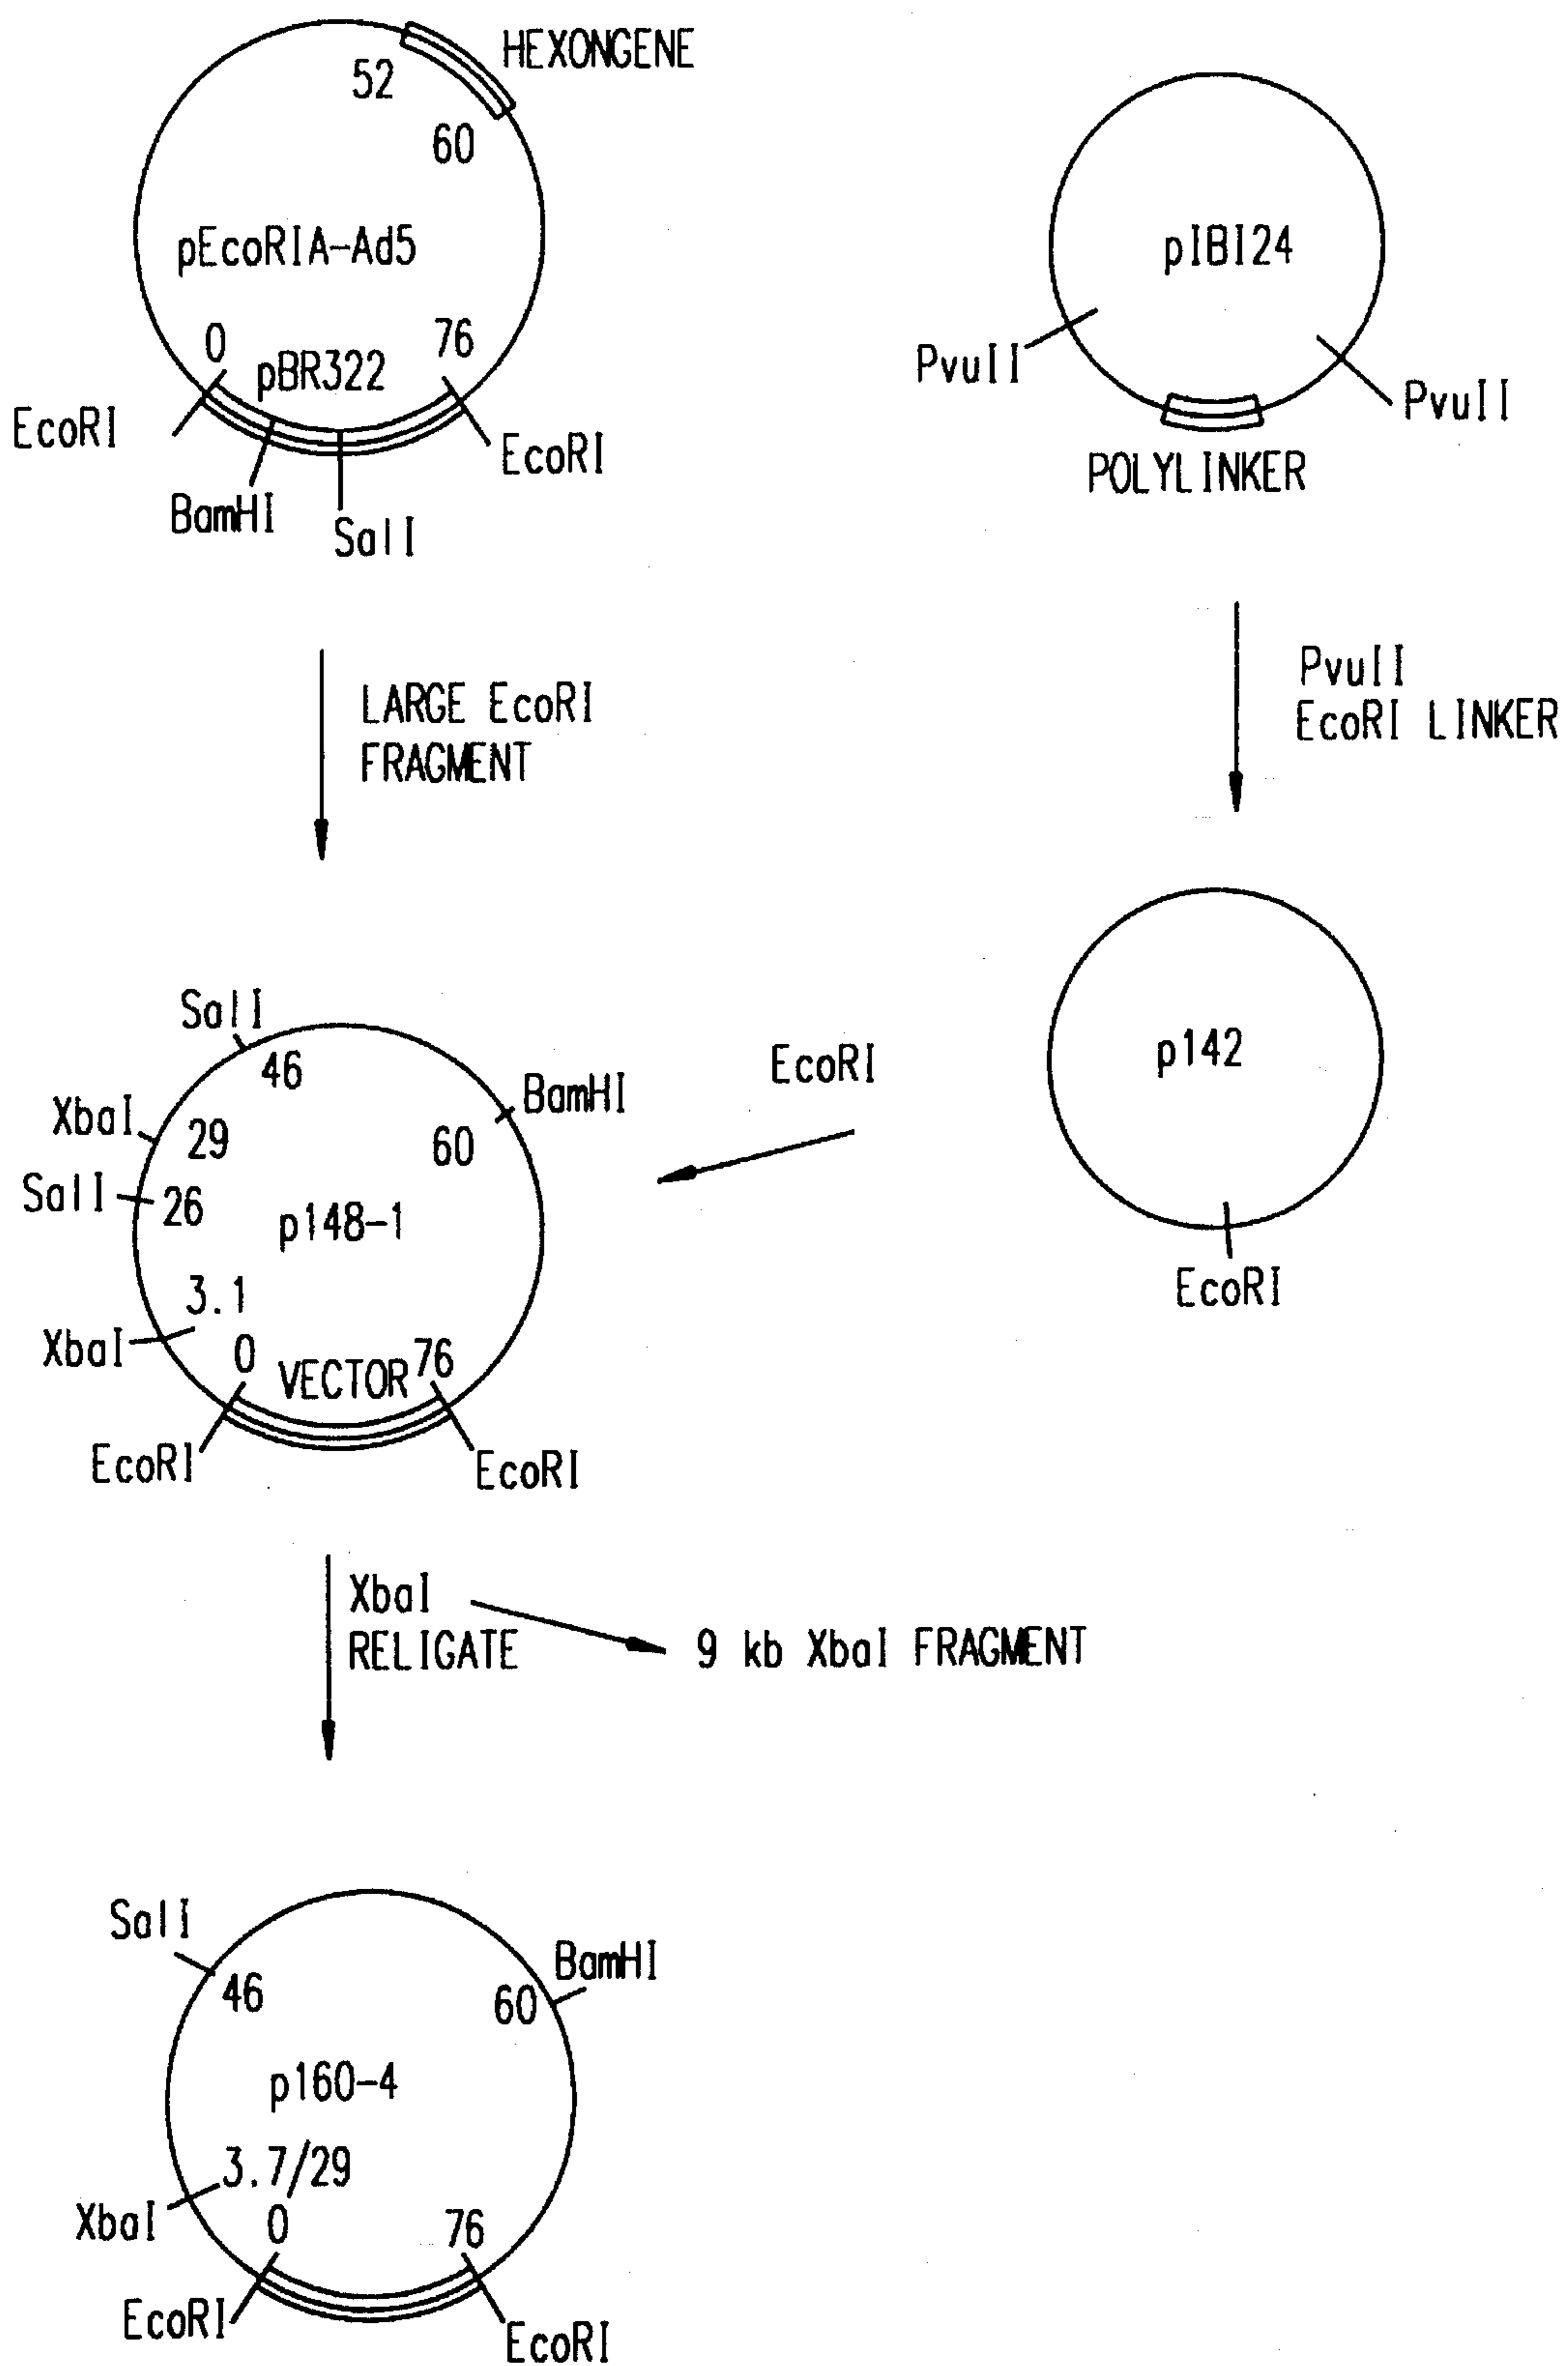 HEXONGENE
52
60
pEcoRIA-Ad5
0
pBR322
76
EcoRI
BamHI
SalI
EcoRI
pIBI24
PvuII
PvuII
POLYLINKER
LARGE EcoRI
FRAGMENT
PvuII
EcoRI LINKER
SalI
46
XbaI
29
SalI
26
BamHI
60
p148-1
3.1
XbaI
0
VECTOR
76
EcoRI
EcoRI
EcoRI
p142
EcoRI
XbaI
RELIGATE
9 kb XbaI FRAGMENT
SalI
46
BamHI
60
p160-4
3.7/29
XbaI
0
76
EcoRI
EcoRI